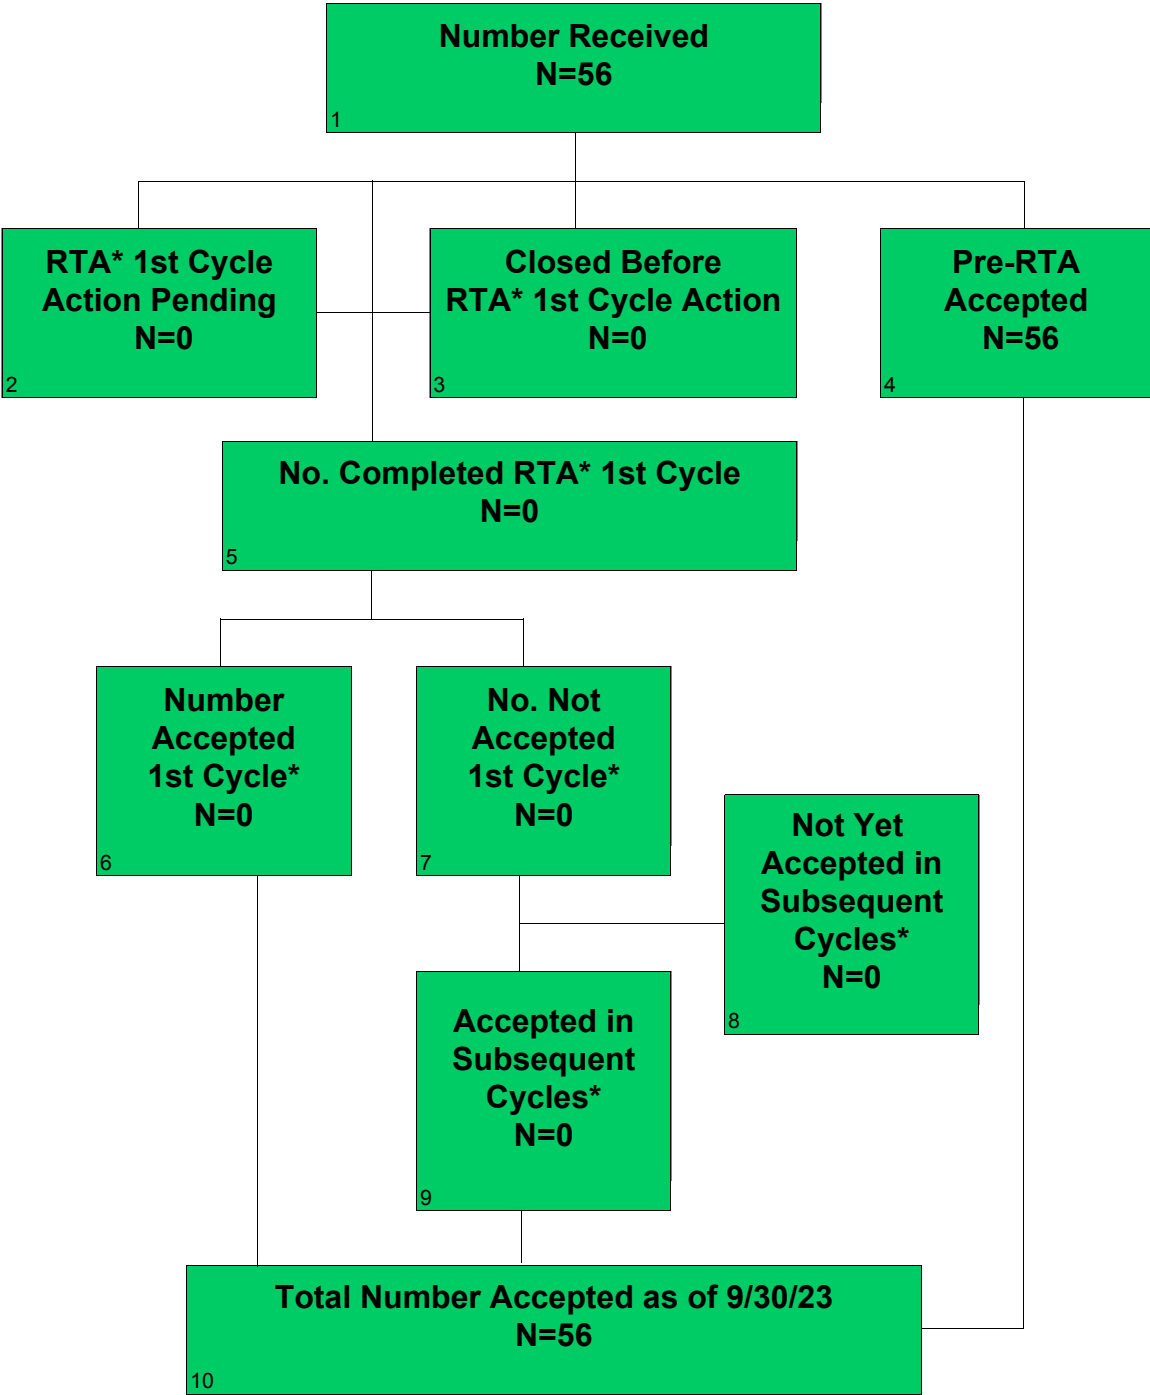 Number Received
N=56
1
RTA* 1st Cycle
Action Pending
N=0
2
Closed Before
RTA* 1st Cycle Action
N=0
3
Pre-RTA
Accepted
N=56
4
No. Completed RTA* 1st Cycle
N=0
5
Number
Accepted
1st Cycle*
N=0
6
No. Not
Accepted
1st Cycle*
N=0
7
Not Yet
Accepted in
Subsequent
Cycles*
N=0
8
Accepted in
Subsequent
Cycles*
N=0
9
Total Number Accepted as of 9/30/23
N=56
10